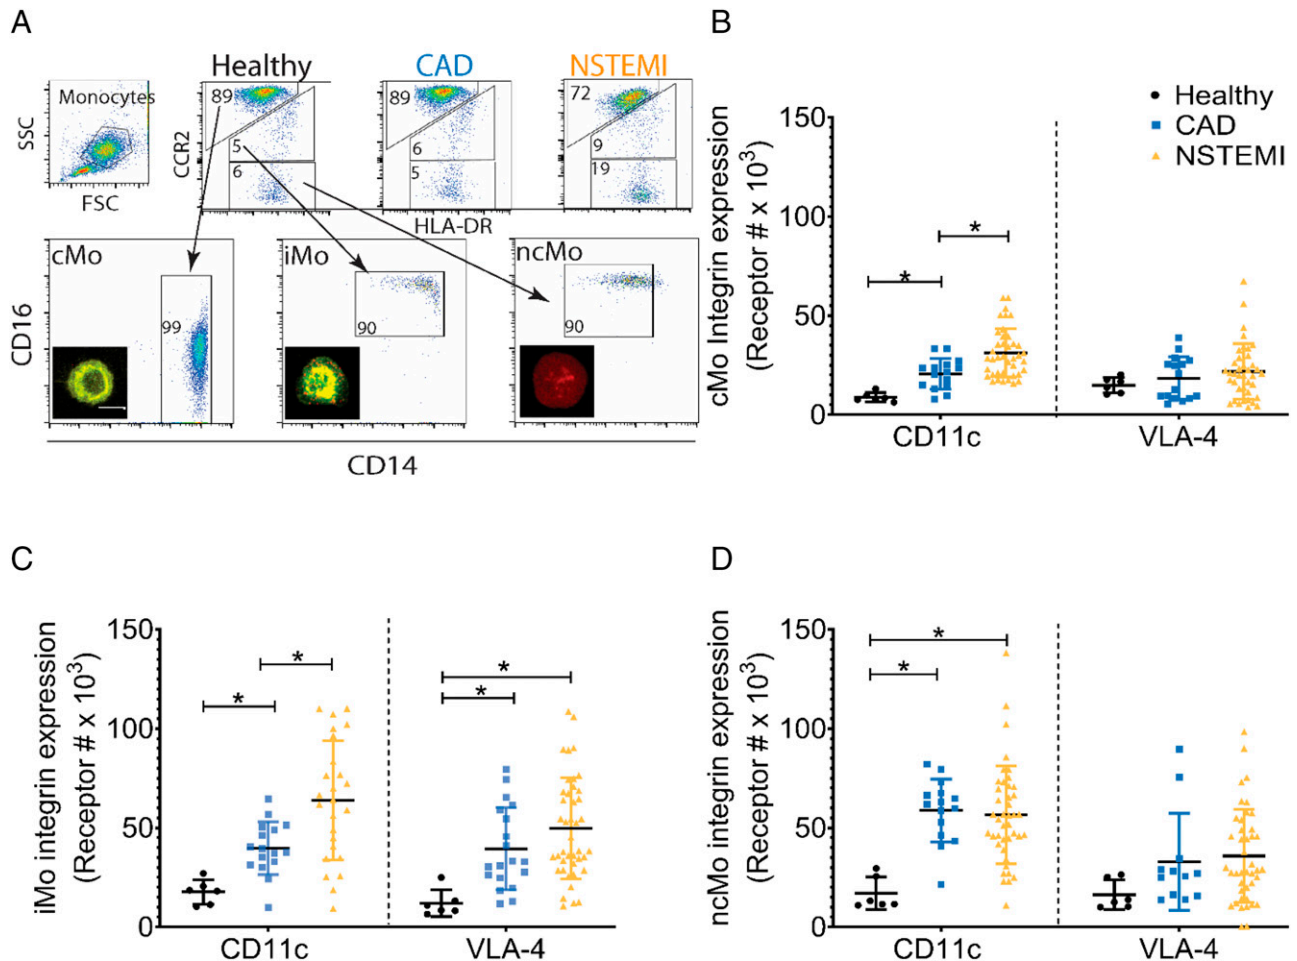 A
Healthy
CAD
NSTEMI
Monocytes
SSC
FSC
CCR2
89
5
6
89
6
5
72
9
19
HLA-DR
cMo
iMo
ncMo
CD16
99
90
90
CD14
B
cMo Integrin expression
(Receptor # x 10³)
150
100
50
0
Healthy
CAD
NSTEMI
*
*
CD11c
VLA-4
C
iMo integrin expression
(Receptor # x 10³)
150
100
50
0
*
*
*
*
CD11c
VLA-4
D
ncMo integrin expression
(Receptor # x 10³)
150
100
50
0
*
*
CD11c
VLA-4